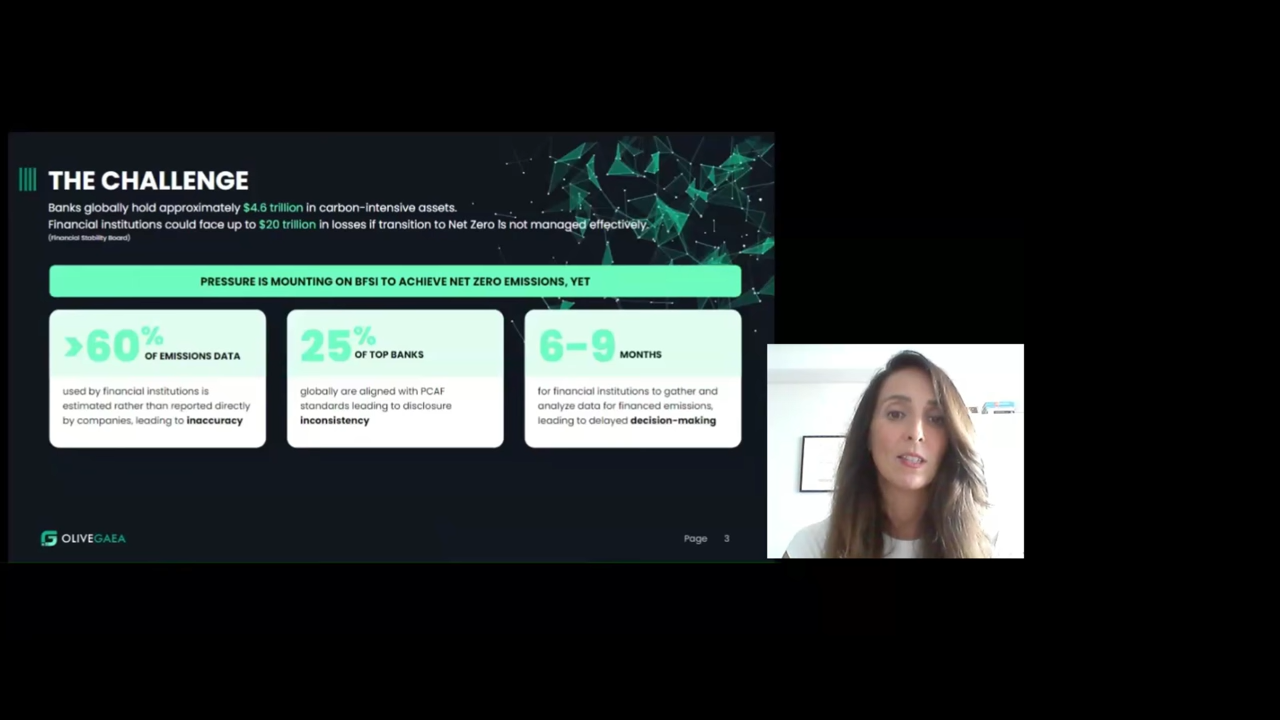 THE CHALLENGE
Banks globally hold approximately $4.6 trillion in carbon-intensive assets.
Financial institutions could face up to $20 trillion in losses if transition to Net Zero is not managed effectively.
(Financial Stability Board)
PRESSURE IS MOUNTING ON BFSI TO ACHIEVE NET ZERO EMISSIONS, YET
>60% OF EMISSIONS DATA
used by financial institutions is
estimated rather than reported directly
by companies, leading to inaccuracy
25% OF TOP BANKS
globally are aligned with PCAF
standards leading to disclosure
inconsistency
6-9 MONTHS
for financial institutions to gather and
analyze data for financed emissions,
leading to delayed decision-making
OLIVEGAEA
Page 3